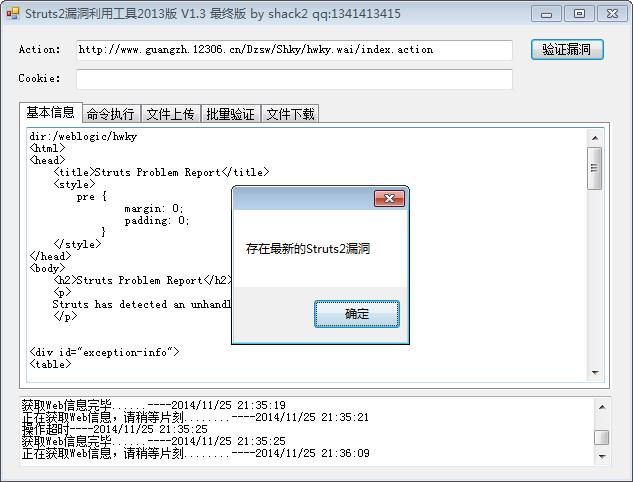 Struts2漏洞利用工具2013版 V1.3 最终版 by shack2 qq:1341413415
Action: http://www.guangzh.12306.cn/Dzsw/Shky/hwky.wai/index.action 验证漏洞
Cookie:
基本信息 命令执行 文件上传 批量验证 文件下载
dir:/weblogic/hwky
<html>
<head>
<title>Struts Problem Report</title>
<style>
pre {
margin: 0;
padding: 0;
}
</style>
</head>
<body>
<h2>Struts Problem Report</h2>
<p>
Struts has detected an unhandl
</p>
<div id="exception-info">
<table>
存在最新的Struts2漏洞
确定
获取Web信息完毕......----2014/11/25 21:35:19
正在获取Web信息，请稍等片刻........----2014/11/25 21:35:21
操作超时----2014/11/25 21:35:25
获取Web信息完毕......----2014/11/25 21:35:25
正在获取Web信息，请稍等片刻........----2014/11/25 21:36:09